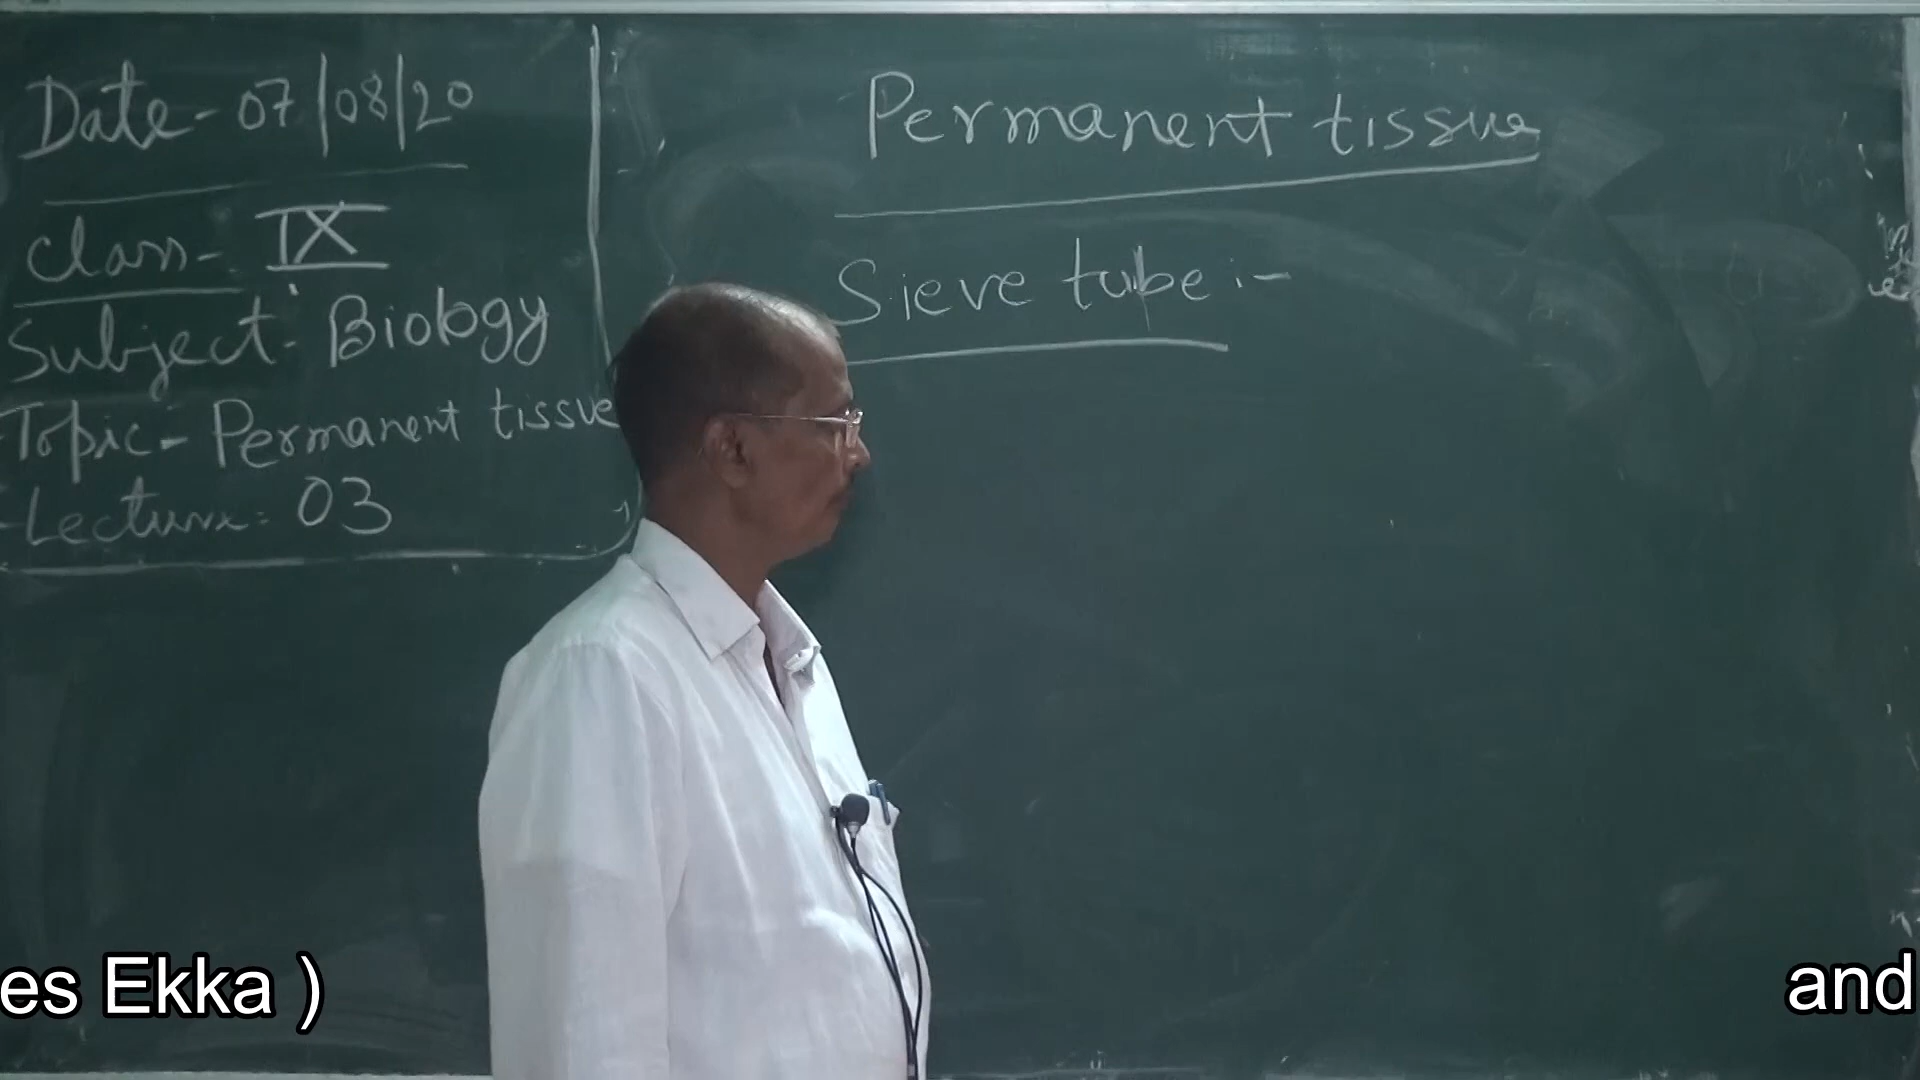 Date - 07/08/20
Class - IX
Subject - Biology
Topic - Permanent tissue
Lecture = 03
Permanent tissue
Sieve tube :-
es Ekka )
and